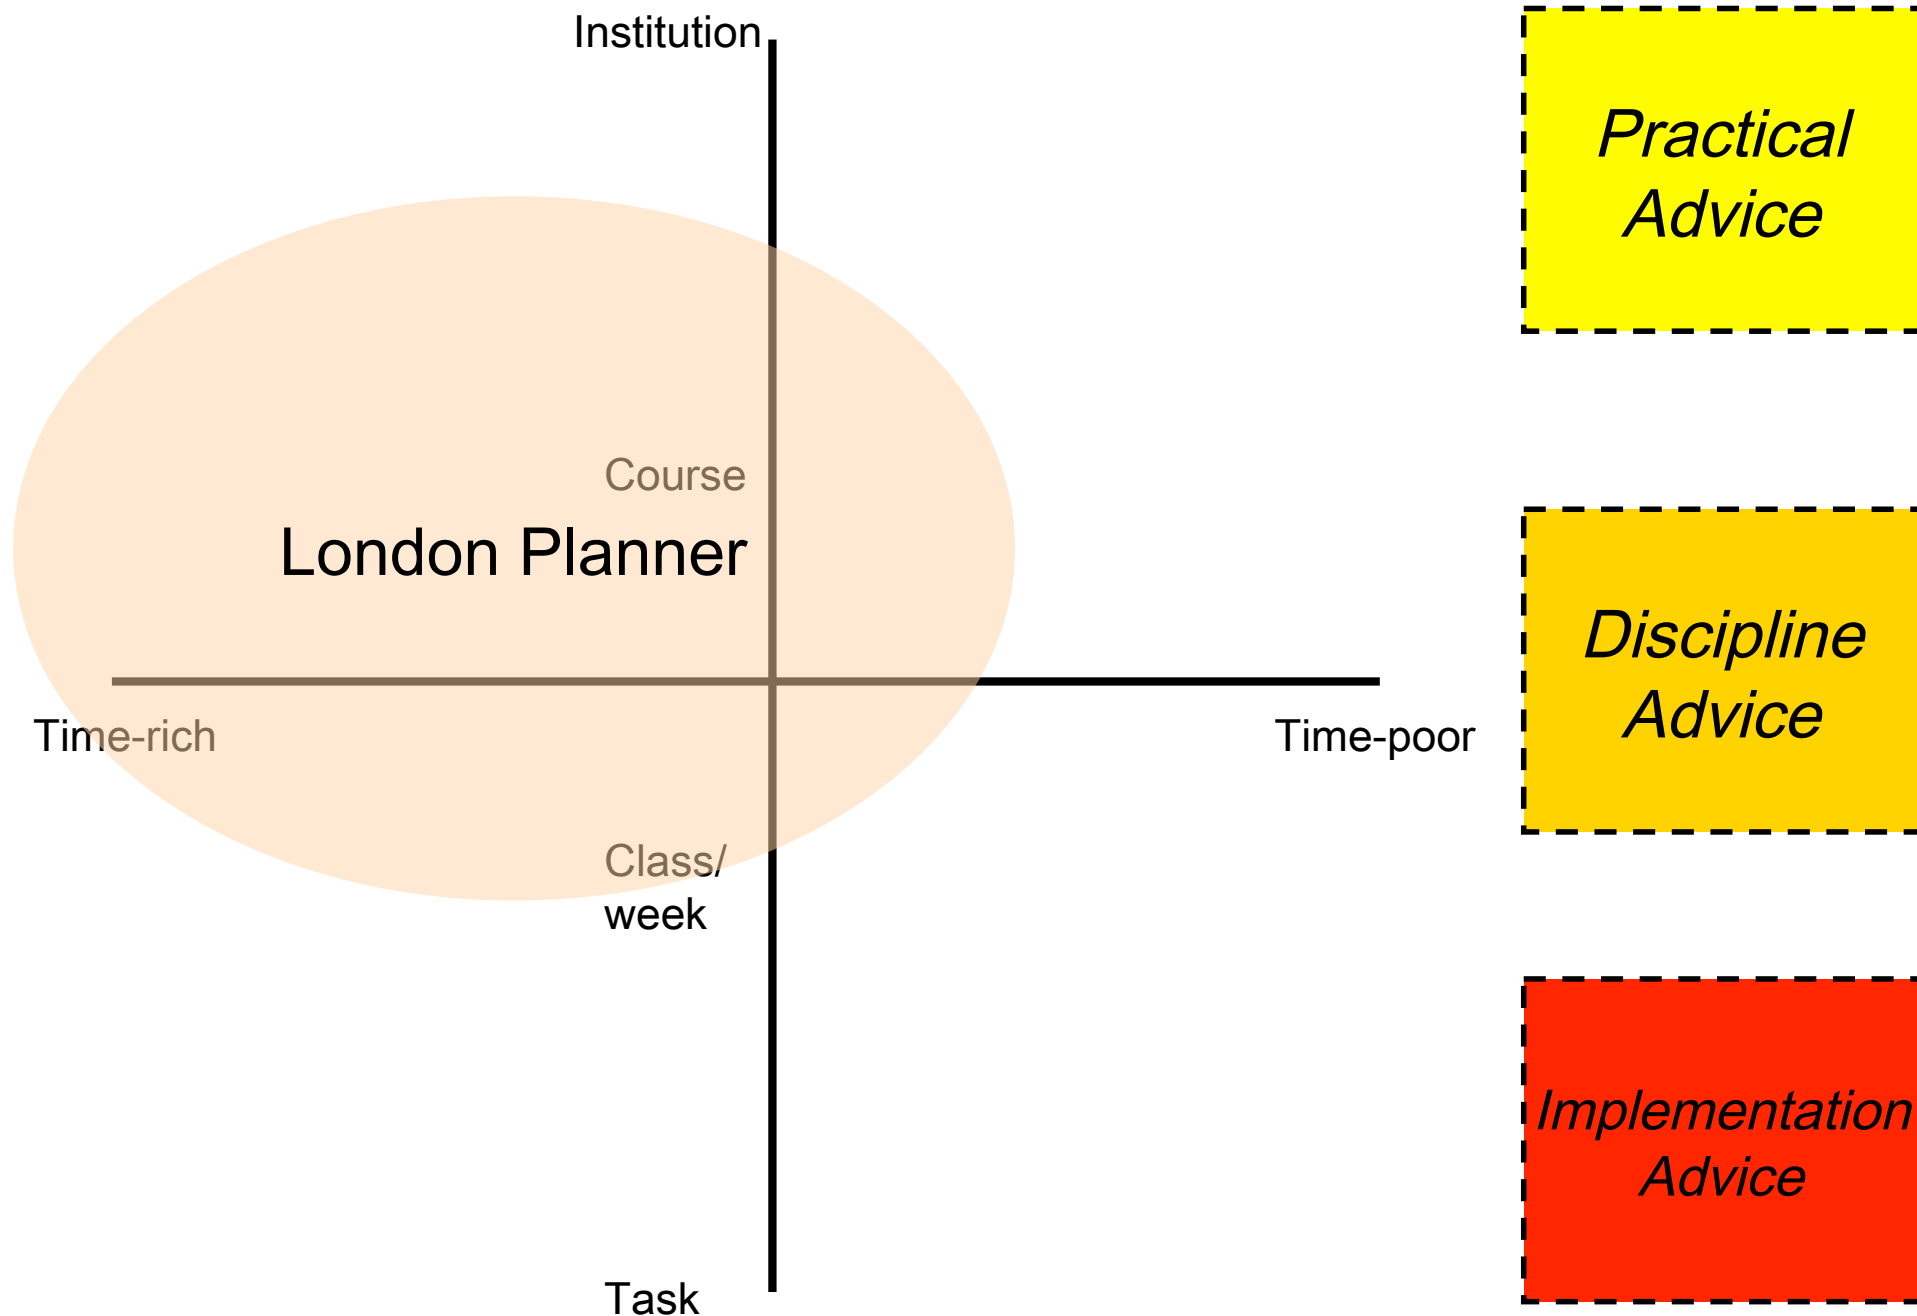 Institution
Course
London Planner
Time-rich
Time-poor
Class/
week
Task
Practical
Advice
Discipline
Advice
Implementation
Advice